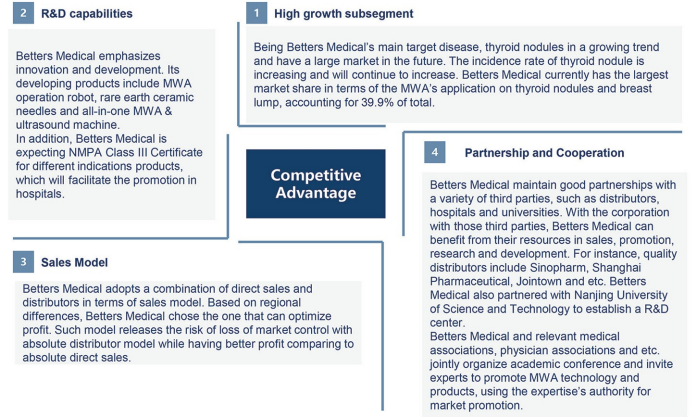 1 High growth subsegment
Being Betters Medical's main target disease, thyroid nodules in a growing trend
and have a large market in the future. The incidence rate of thyroid nodule is
increasing and will continue to increase. Betters Medical currently has the largest
market share in terms of the MWA's application on thyroid nodules and breast
lump, accounting for 39.9% of total.
2 R&D capabilities
Betters Medical emphasizes
innovation and development. Its
developing products include MWA
operation robot, rare earth ceramic
needles and all-in-one MWA &
ultrasound machine.
In addition, Betters Medical is
expecting NMPA Class III Certificate
for different indications products,
which will facilitate the promotion in
hospitals.
Competitive
Advantage
3 Sales Model
Betters Medical adopts a combination of direct sales and
distributors in terms of sales model. Based on regional
differences, Betters Medical chose the one that can optimize
profit. Such model releases the risk of loss of market control with
absolute distributor model while having better profit comparing to
absolute direct sales.
4 Partnership and Cooperation
Betters Medical maintain good partnerships with
a variety of third parties, such as distributors,
hospitals and universities. With the corporation
with those third parties, Betters Medical can
benefit from their resources in sales, promotion,
research and development. For instance, quality
distributors include Sinopharm, Shanghai
Pharmaceutical, Jointown and etc. Betters
Medical also partnered with Nanjing University
of Science and Technology to establish a R&D
center.
Betters Medical and relevant medical
associations, physician associations and etc.
jointly organize academic conference and invite
experts to promote MWA technology and
products, using the expertise's authority for
market promotion.